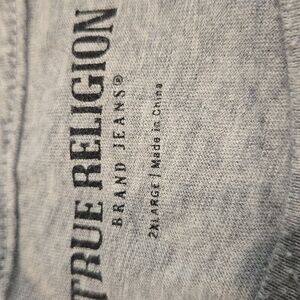 TRUE RELIGION
BRAND JEANS®
2XLARGE | Made in China